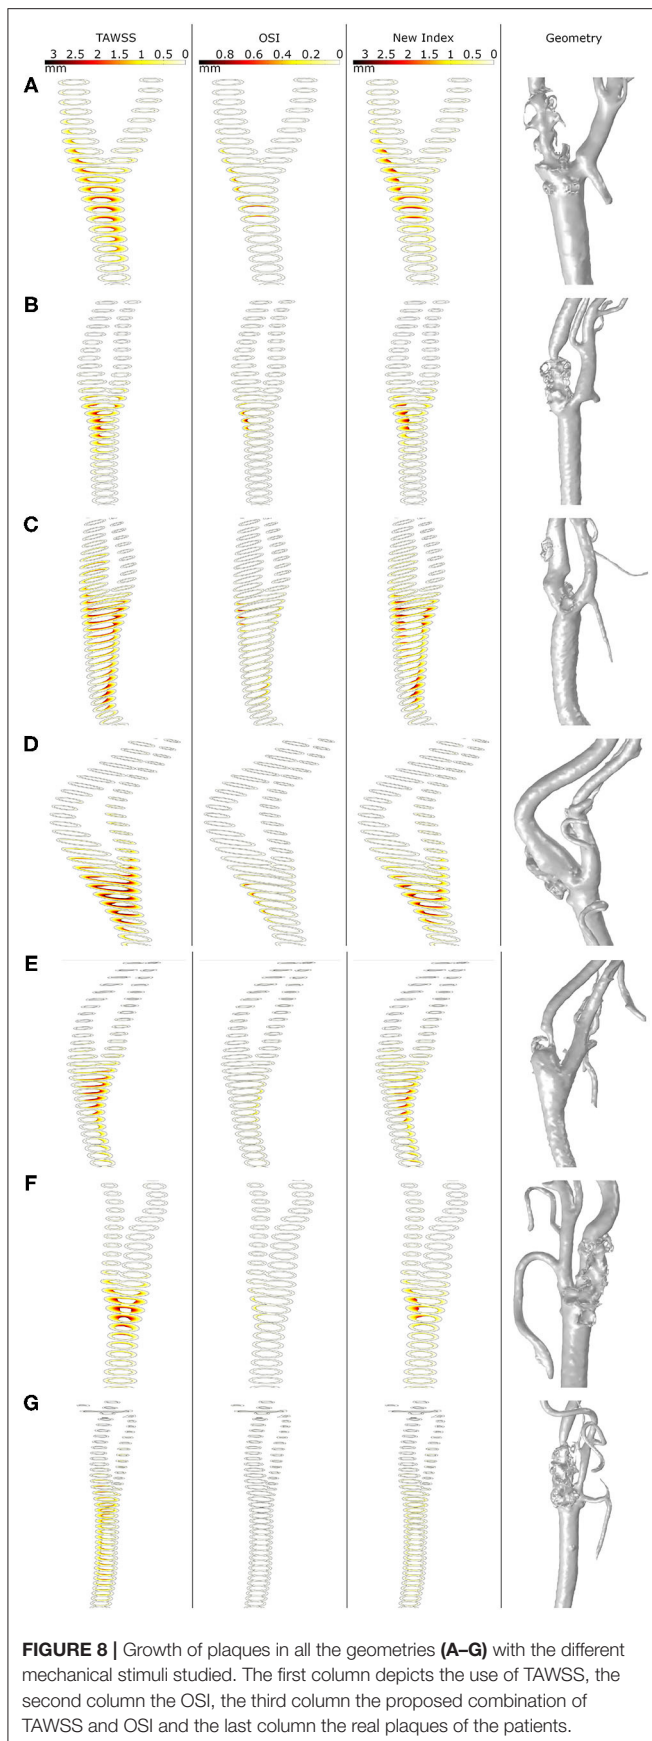 TAWSS OSI New Index Geometry
3 2.5 2 1.5 1 0.5 0 0.8 0.6 0.4 0.2 0 3 2.5 2 1.5 1 0.5 0
mm mm mm
A
B
C
D
E
F
G
FIGURE 8 | Growth of plaques in all the geometries (A–G) with the different
mechanical stimuli studied. The first column depicts the use of TAWSS, the
second column the OSI, the third column the proposed combination of
TAWSS and OSI and the last column the real plaques of the patients.